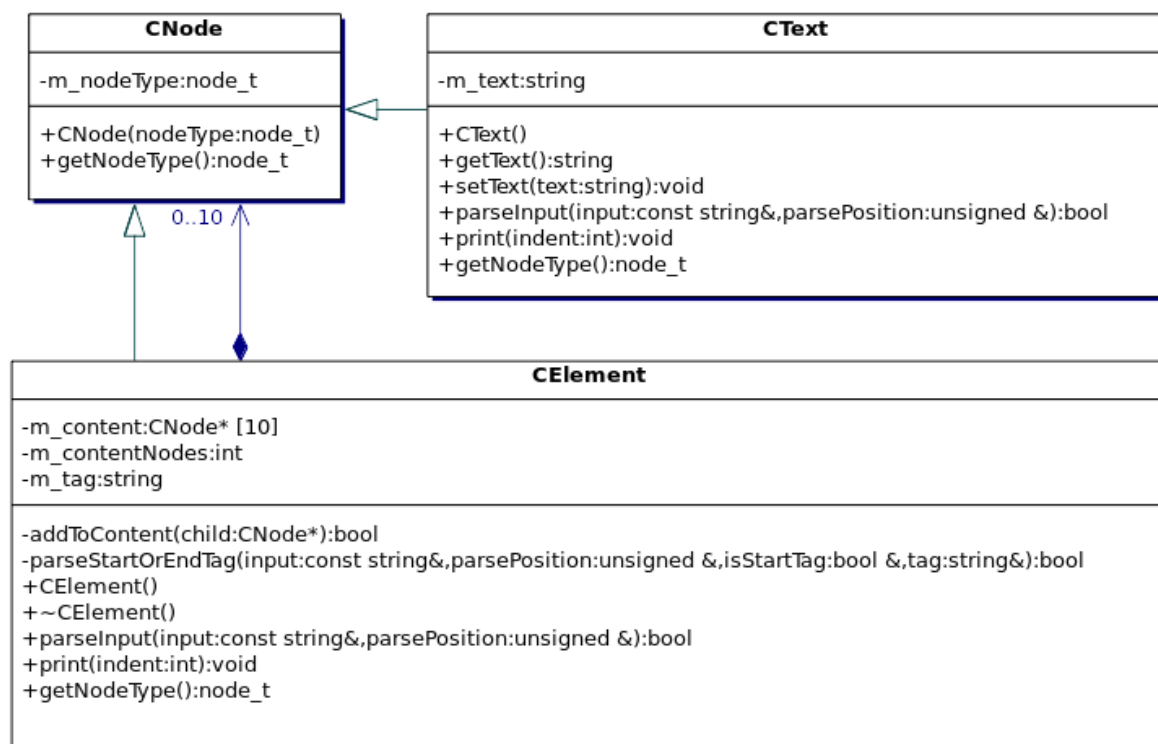 CNode
-m_nodeType:node_t
+CNode(nodeType:node_t)
+getNodeType():node_t
CText
-m_text:string
+CText()
+getText():string
+setText(text:string):void
+parseInput(input:const string&,parsePosition:unsigned &):bool
+print(indent:int):void
+getNodeType():node_t
0..10
CElement
-m_content:CNode* [10]
-m_contentNodes:int
-m_tag:string
-addToContent(child:CNode*):bool
-parseStartOrEndTag(input:const string&,parsePosition:unsigned &,isStartTag:bool &,tag:string&):bool
+CElement()
+~CElement()
+parseInput(input:const string&,parsePosition:unsigned &):bool
+print(indent:int):void
+getNodeType():node_t